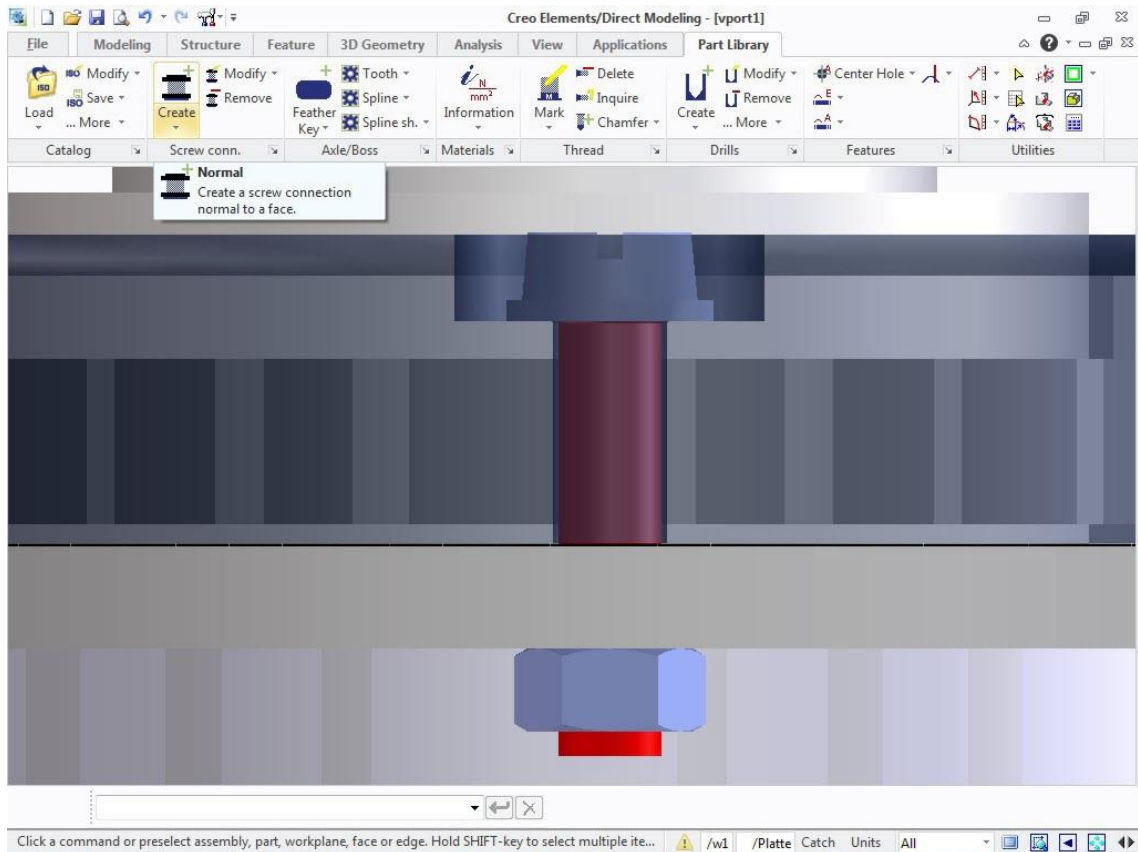 Creo Elements/Direct Modeling - [vport1]
File Modeling Structure Feature 3D Geometry Analysis View Applications Part Library
ISO Modify Modify Tooth Delete Modify Center Hole
ISO Save Remove Spline Inquire Remove
Load ... More Create Feather Key Spline sh. Information Mark Chamfer Create ... More
Catalog Screw conn. Axle/Boss Materials Thread Drills Features Utilities
Normal
Create a screw connection
normal to a face.
Click a command or preselect assembly, part, workplane, face or edge. Hold SHIFT-key to select multiple ite... /w1 /Platte Catch Units All